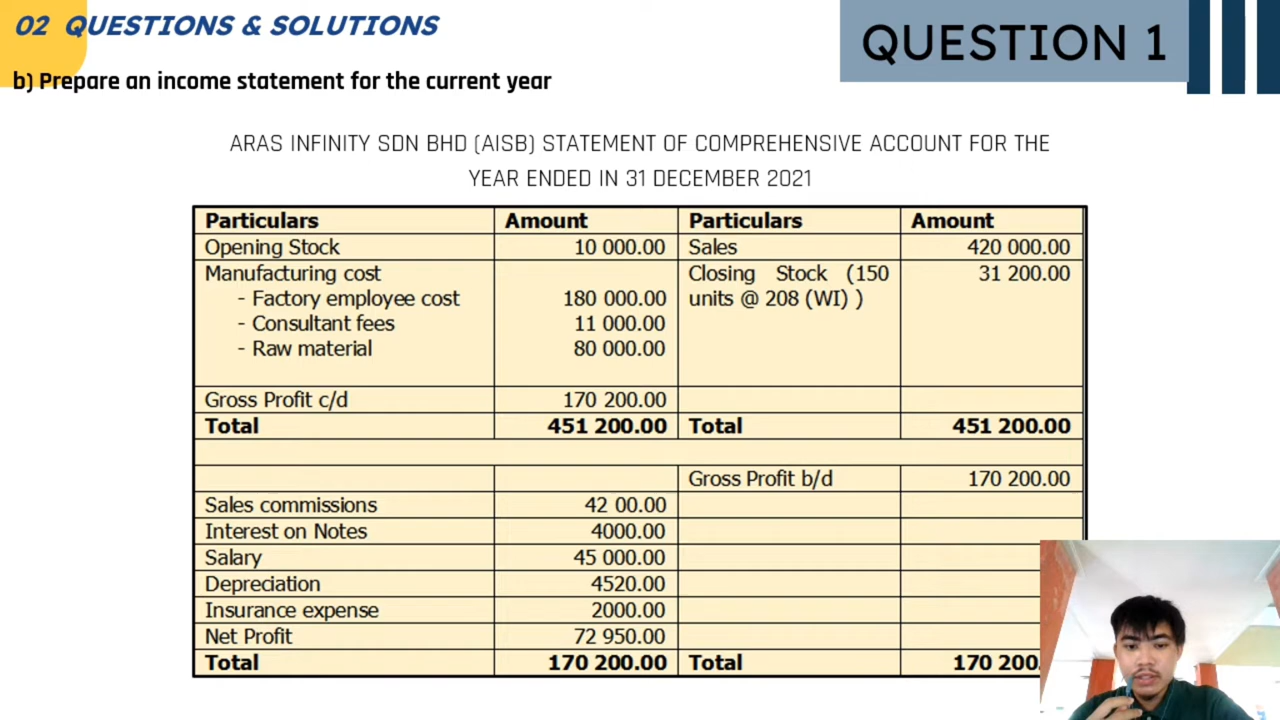 02 QUESTIONS & SOLUTIONS
QUESTION 1
b) Prepare an income statement for the current year
ARAS INFINITY SDN BHD (AISB) STATEMENT OF COMPREHENSIVE ACCOUNT FOR THE
YEAR ENDED IN 31 DECEMBER 2021
Particulars Amount Particulars Amount
Opening Stock 10 000.00 Sales 420 000.00
Manufacturing cost Closing Stock (150 31 200.00
- Factory employee cost 180 000.00 units @ 208 (WI) )
- Consultant fees 11 000.00
- Raw material 80 000.00
Gross Profit c/d 170 200.00
Total 451 200.00 Total 451 200.00
Gross Profit b/d 170 200.00
Sales commissions 42 00.00
Interest on Notes 4000.00
Salary 45 000.00
Depreciation 4520.00
Insurance expense 2000.00
Net Profit 72 950.00
Total 170 200.00 Total 170 200.